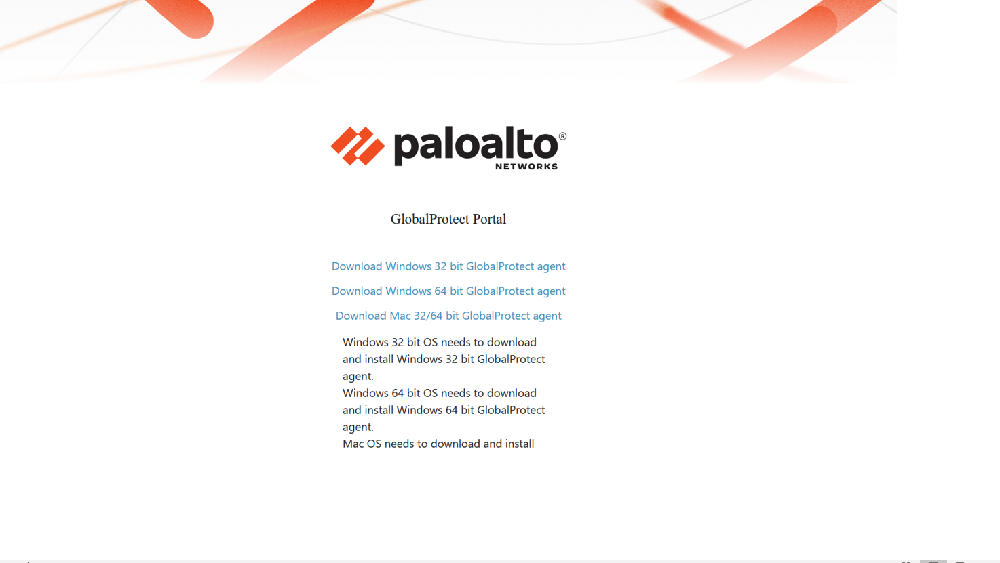 paloalto®
NETWORKS
GlobalProtect Portal
Download Windows 32 bit GlobalProtect agent
Download Windows 64 bit GlobalProtect agent
Download Mac 32/64 bit GlobalProtect agent
Windows 32 bit OS needs to download
and install Windows 32 bit GlobalProtect
agent.
Windows 64 bit OS needs to download
and install Windows 64 bit GlobalProtect
agent.
Mac OS needs to download and install